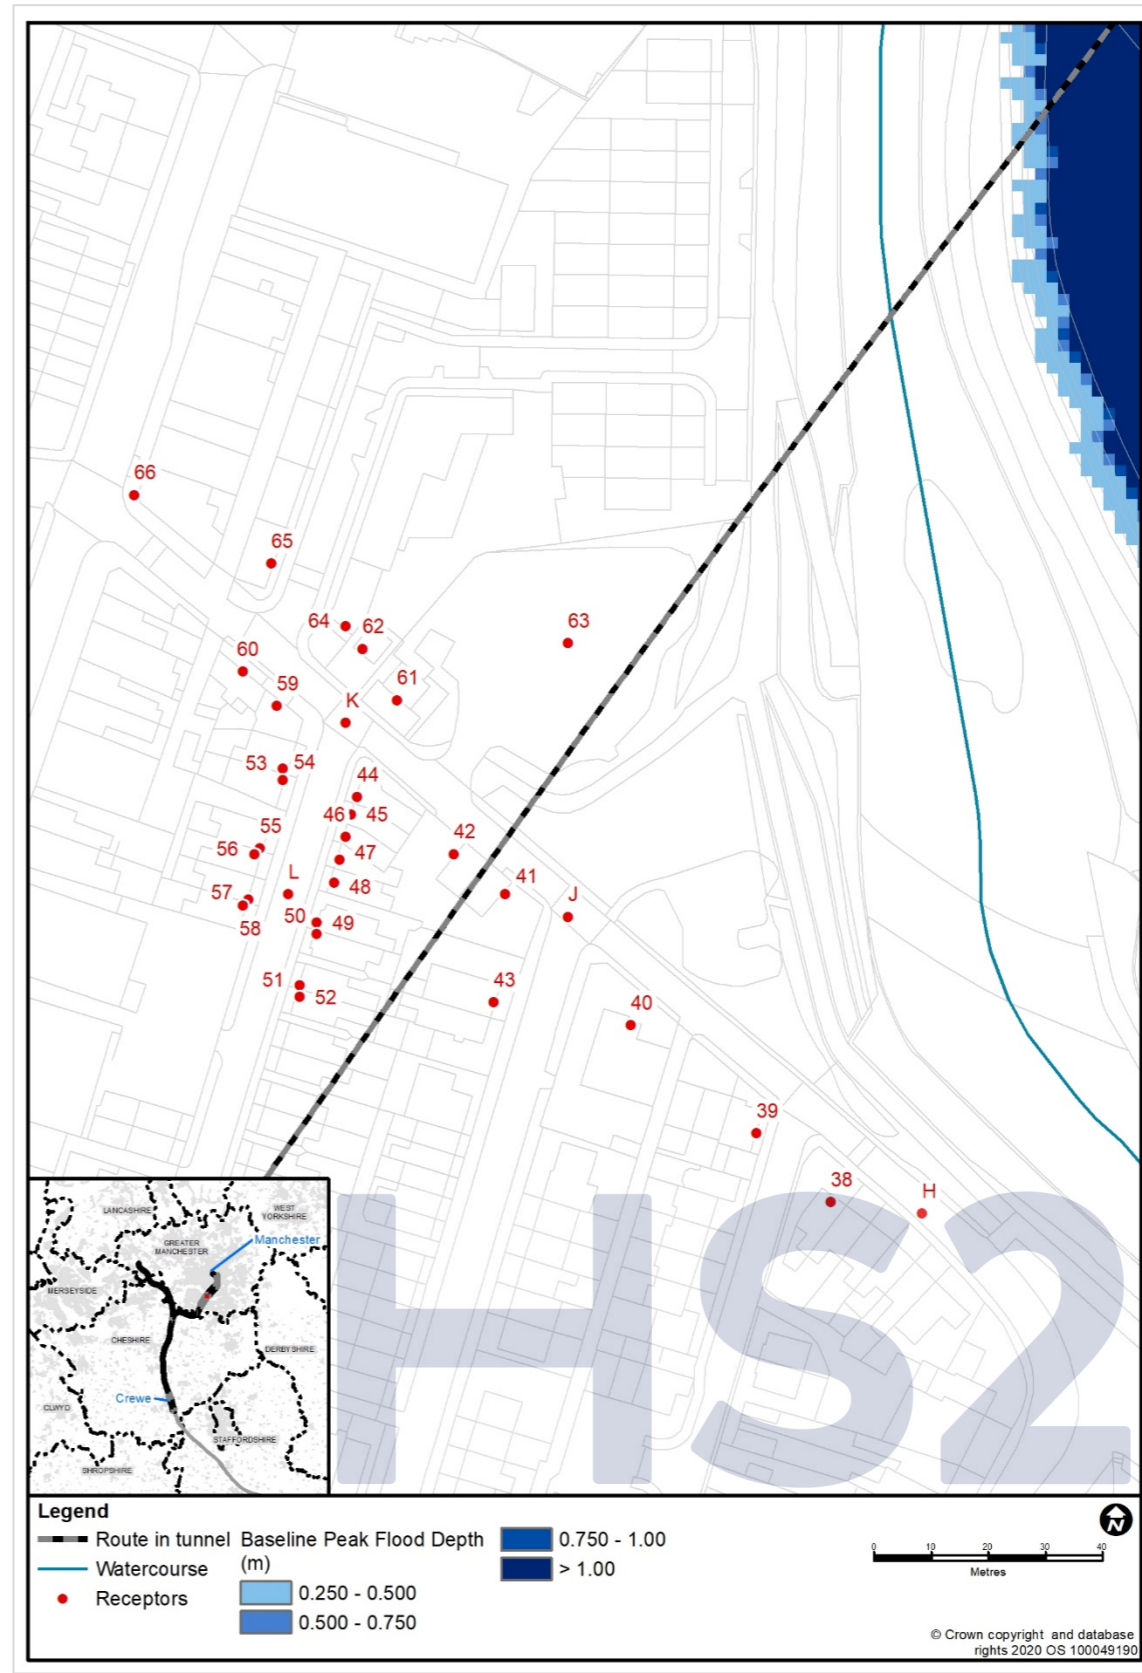 66
65
64 62
63
60
61
59
K
53 54
44
46 45
55
42
56
47
L
41
48
57
J
50 49
58
51
43
52
40
39
38
H
HS2
LANCASHIRE
WEST
YORKSHIRE
GREATER
MANCHESTER
Manchester
MERSEYSIDE
CHESHIRE
DERBYSHIRE
Crewe
CLWYD
STAFFORDSHIRE
SHROPSHIRE
Legend
Route in tunnel
Watercourse
Receptors
Baseline Peak Flood Depth
(m)
0.250 - 0.500
0.500 - 0.750
0.750 - 1.00
> 1.00
N
0 10 20 30 40
Metres
© Crown copyright and database
rights 2020 OS 100049190